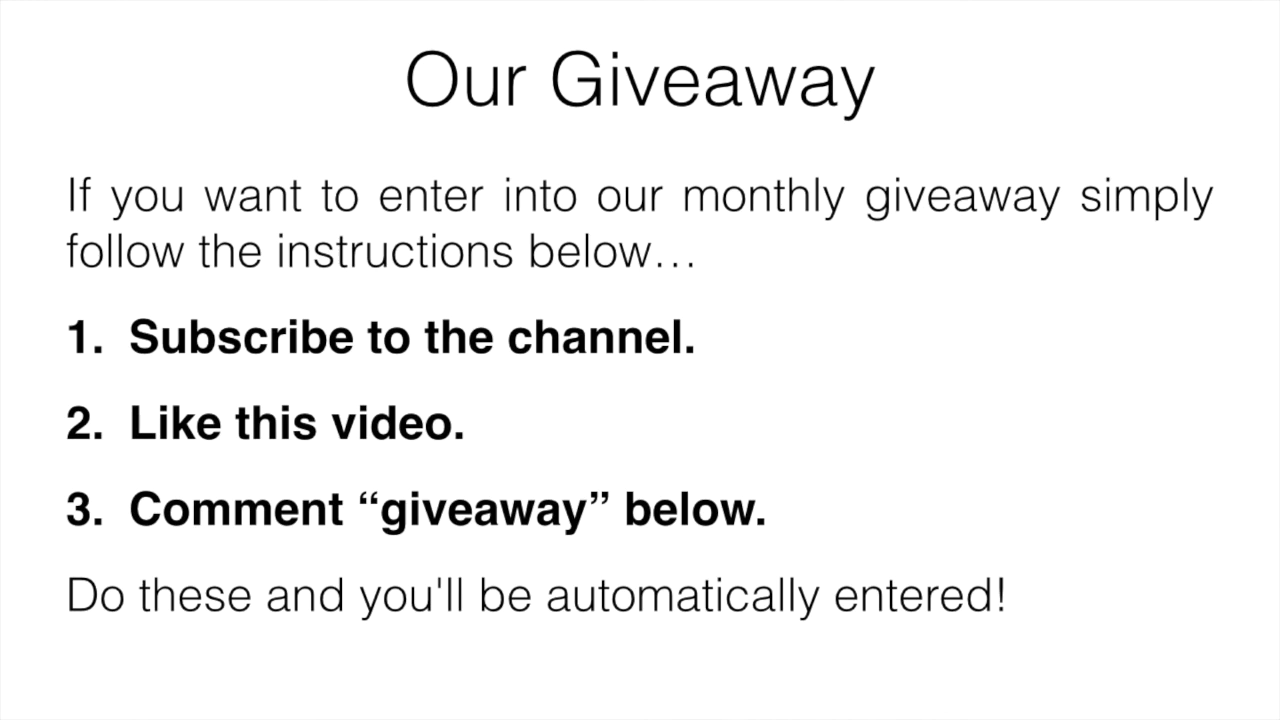 Our Giveaway
If you want to enter into our monthly giveaway simply
follow the instructions below…
1. Subscribe to the channel.
2. Like this video.
3. Comment “giveaway” below.
Do these and you'll be automatically entered!